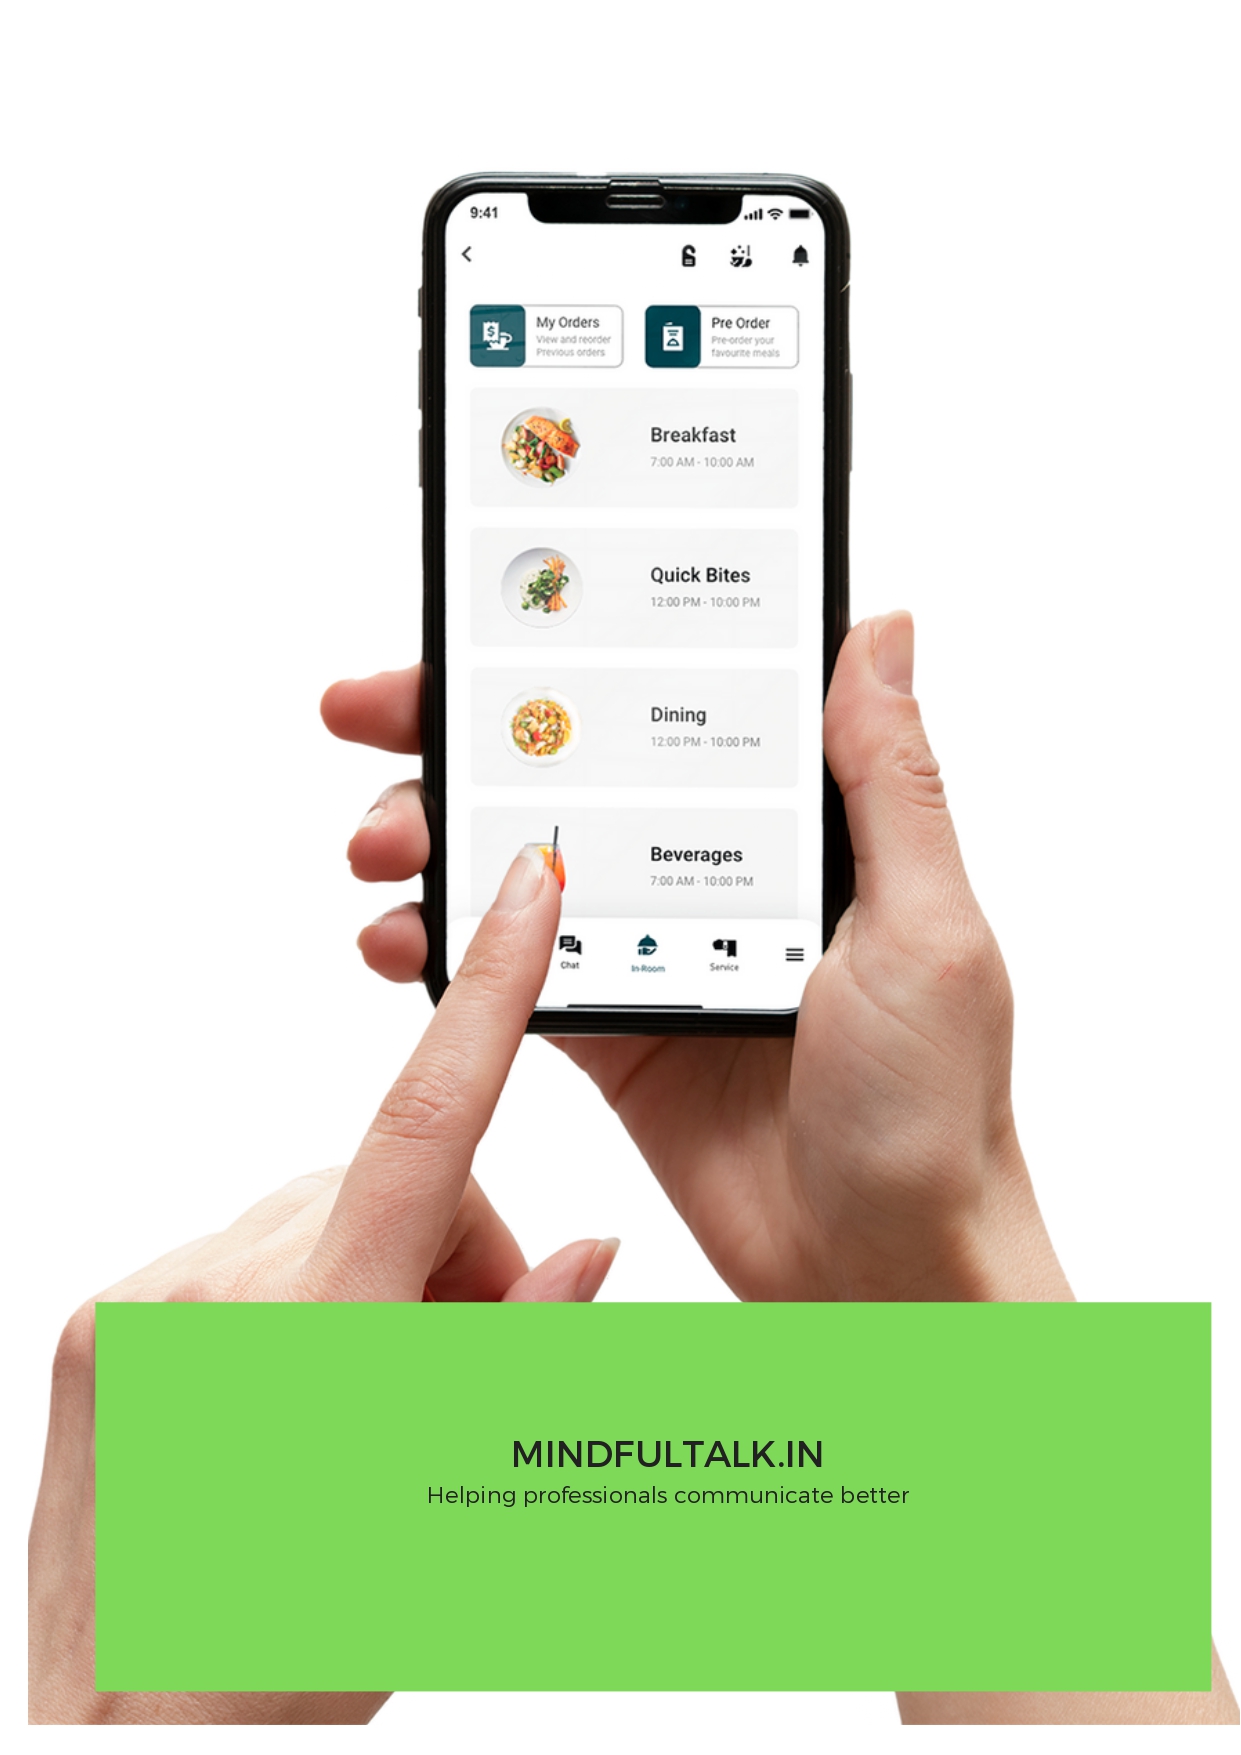 9:41
My Orders
View and reorder
Previous orders
Pre Order
Pre-order your
favourite meals
Breakfast
7:00 AM - 10:00 AM
Quick Bites
12:00 PM - 10:00 PM
Dining
12:00 PM - 10:00 PM
Beverages
7:00 AM - 10:00 PM
Chat
In-Room
Service
MINDFULTALK.IN
Helping professionals communicate better